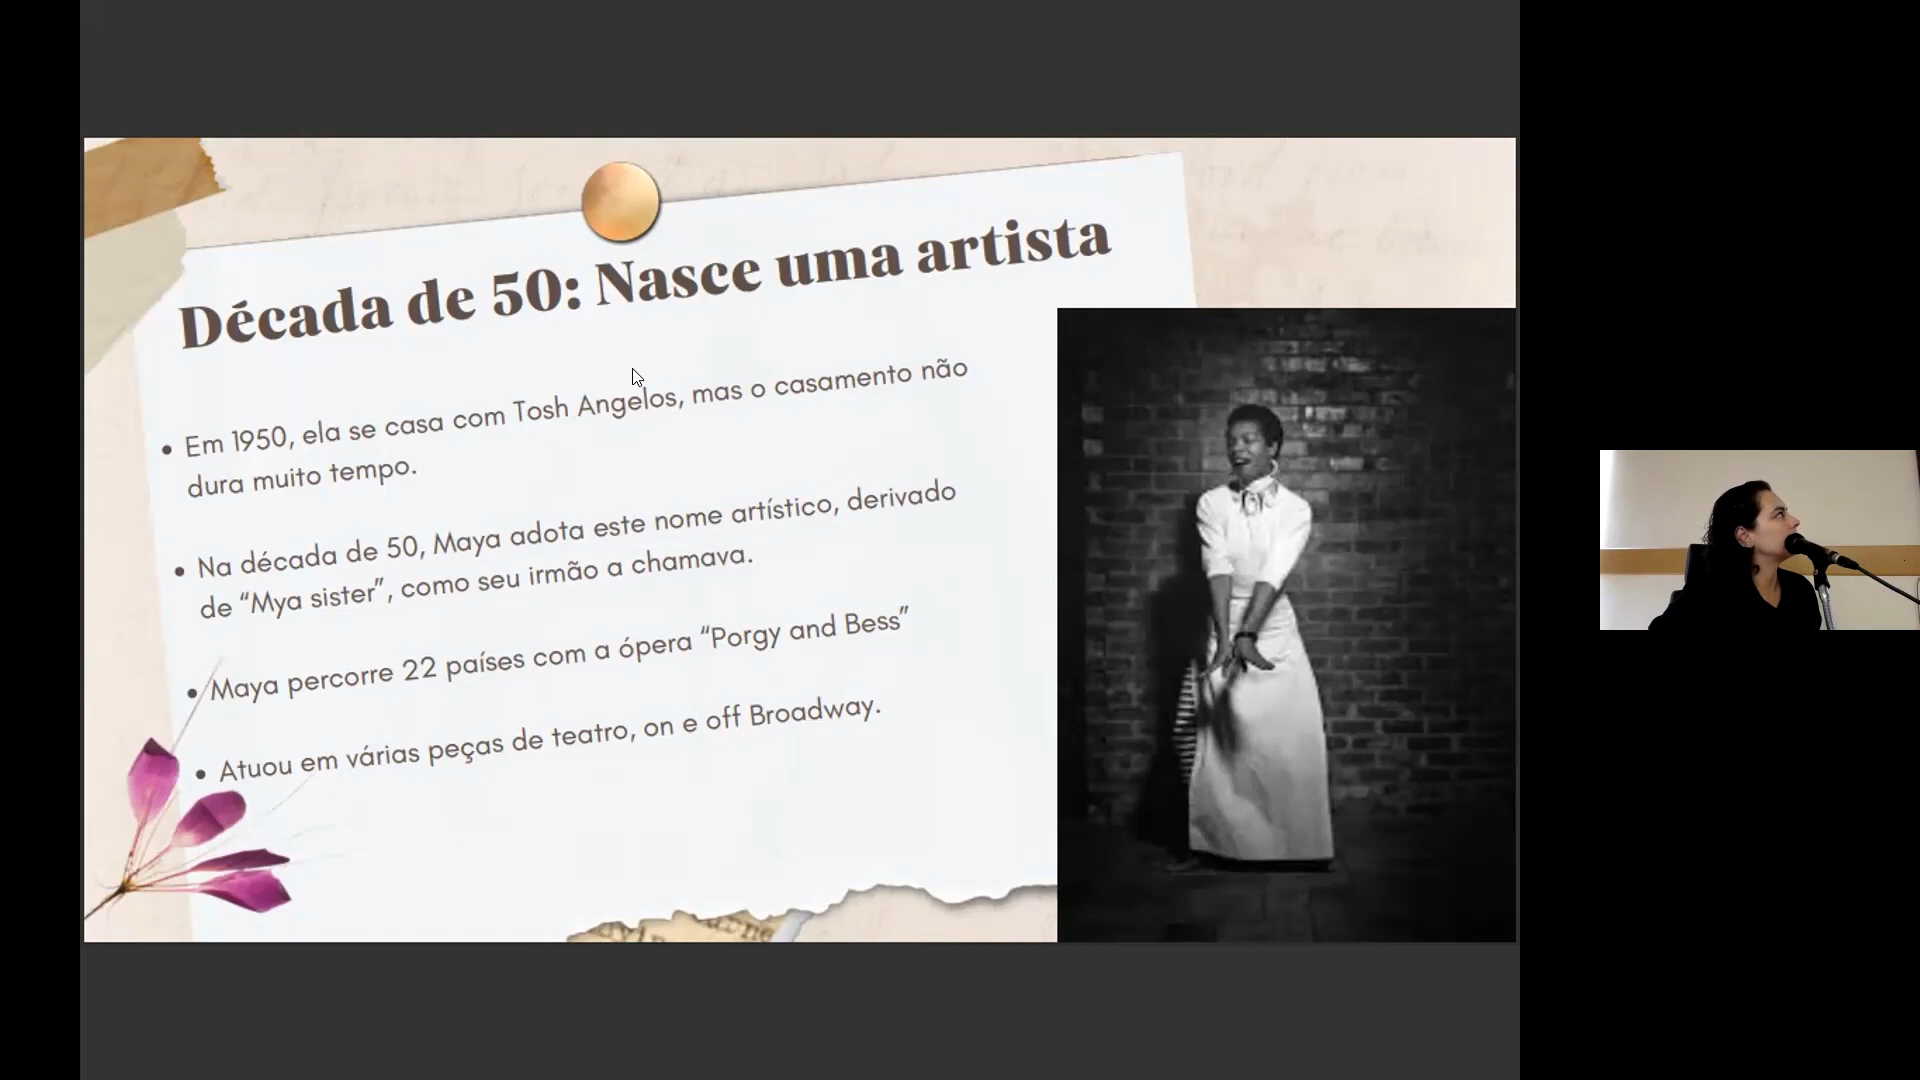 Década de 50: Nasce uma artista
• Em 1950, ela se casa com Tosh Angelos, mas o casamento não
dura muito tempo.
• Na década de 50, Maya adota este nome artístico, derivado
de “Mya sister”, como seu irmão a chamava.
• Maya percorre 22 países com a ópera “Porgy and Bess”
• Atuou em várias peças de teatro, on e off Broadway.